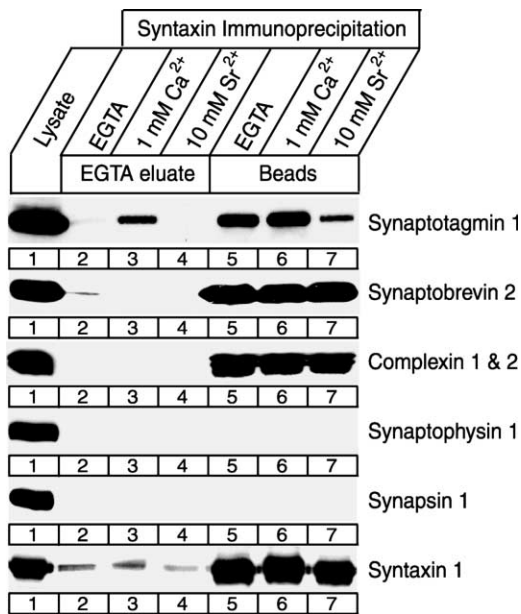 Syntaxin Immunoprecipitation
Lysate
EGTA
1 mM Ca2+
10 mM Sr2+
EGTA
1 mM Ca2+
10 mM Sr2+
EGTA eluate
Beads
Synaptotagmin 1
1 2 3 4 5 6 7
Synaptobrevin 2
1 2 3 4 5 6 7
Complexin 1 & 2
1 2 3 4 5 6 7
Synaptophysin 1
1 2 3 4 5 6 7
Synapsin 1
1 2 3 4 5 6 7
Syntaxin 1
1 2 3 4 5 6 7